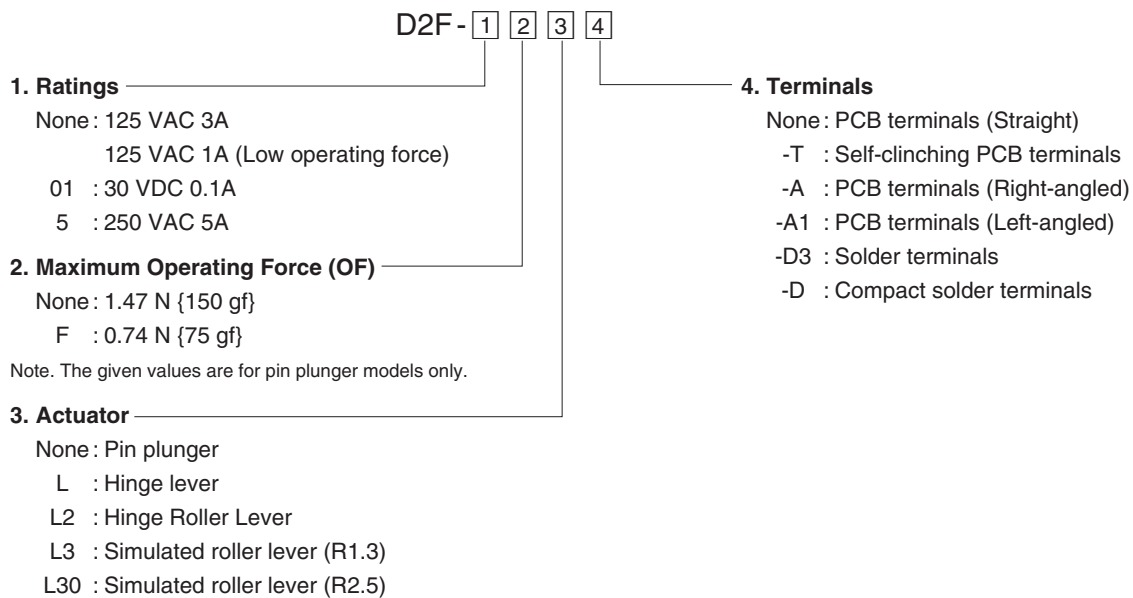 D2F-1 2 3 4
1. Ratings
None: 125 VAC 3A
125 VAC 1A (Low operating force)
01 : 30 VDC 0.1A
5 : 250 VAC 5A
2. Maximum Operating Force (OF)
None: 1.47 N {150 gf}
F : 0.74 N {75 gf}
Note. The given values are for pin plunger models only.
3. Actuator
None: Pin plunger
L : Hinge lever
L2 : Hinge Roller Lever
L3 : Simulated roller lever (R1.3)
L30 : Simulated roller lever (R2.5)
4. Terminals
None: PCB terminals (Straight)
-T : Self-clinching PCB terminals
-A : PCB terminals (Right-angled)
-A1 : PCB terminals (Left-angled)
-D3 : Solder terminals
-D : Compact solder terminals